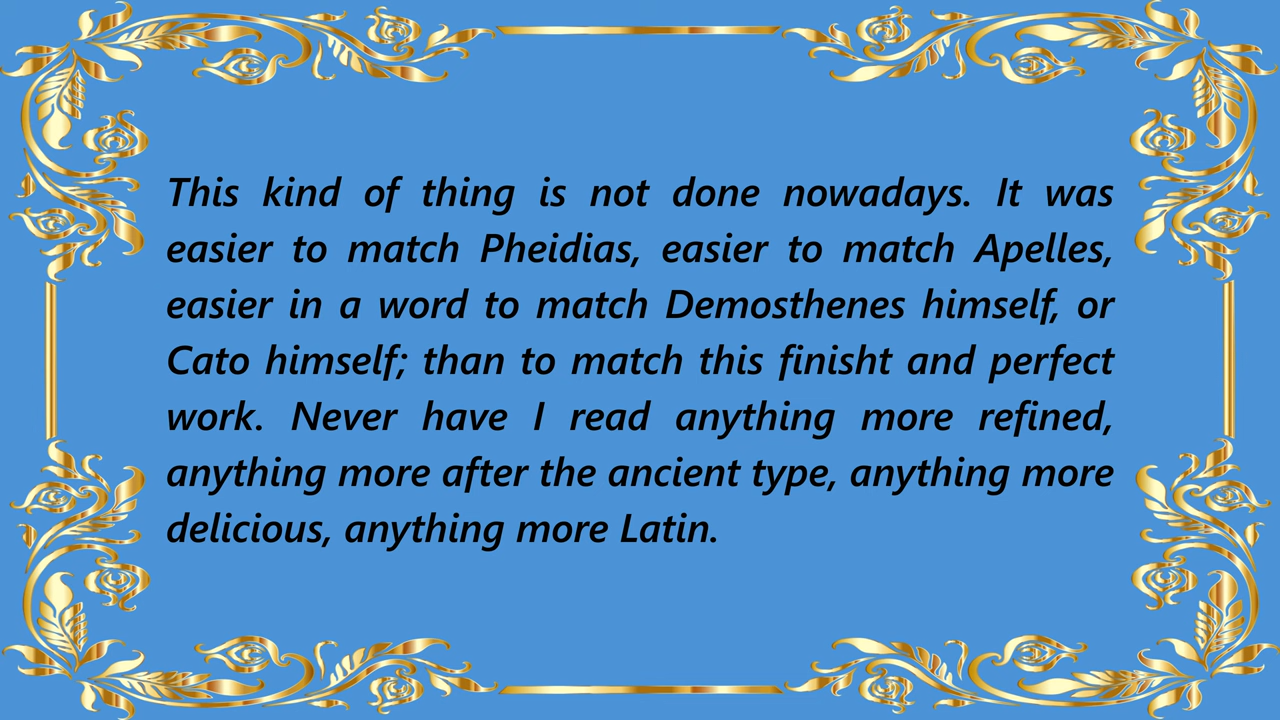 This kind of thing is not done nowadays. It was
easier to match Pheidias, easier to match Apelles,
easier in a word to match Demosthenes himself, or
Cato himself; than to match this finisht and perfect
work. Never have I read anything more refined,
anything more after the ancient type, anything more
delicious, anything more Latin.